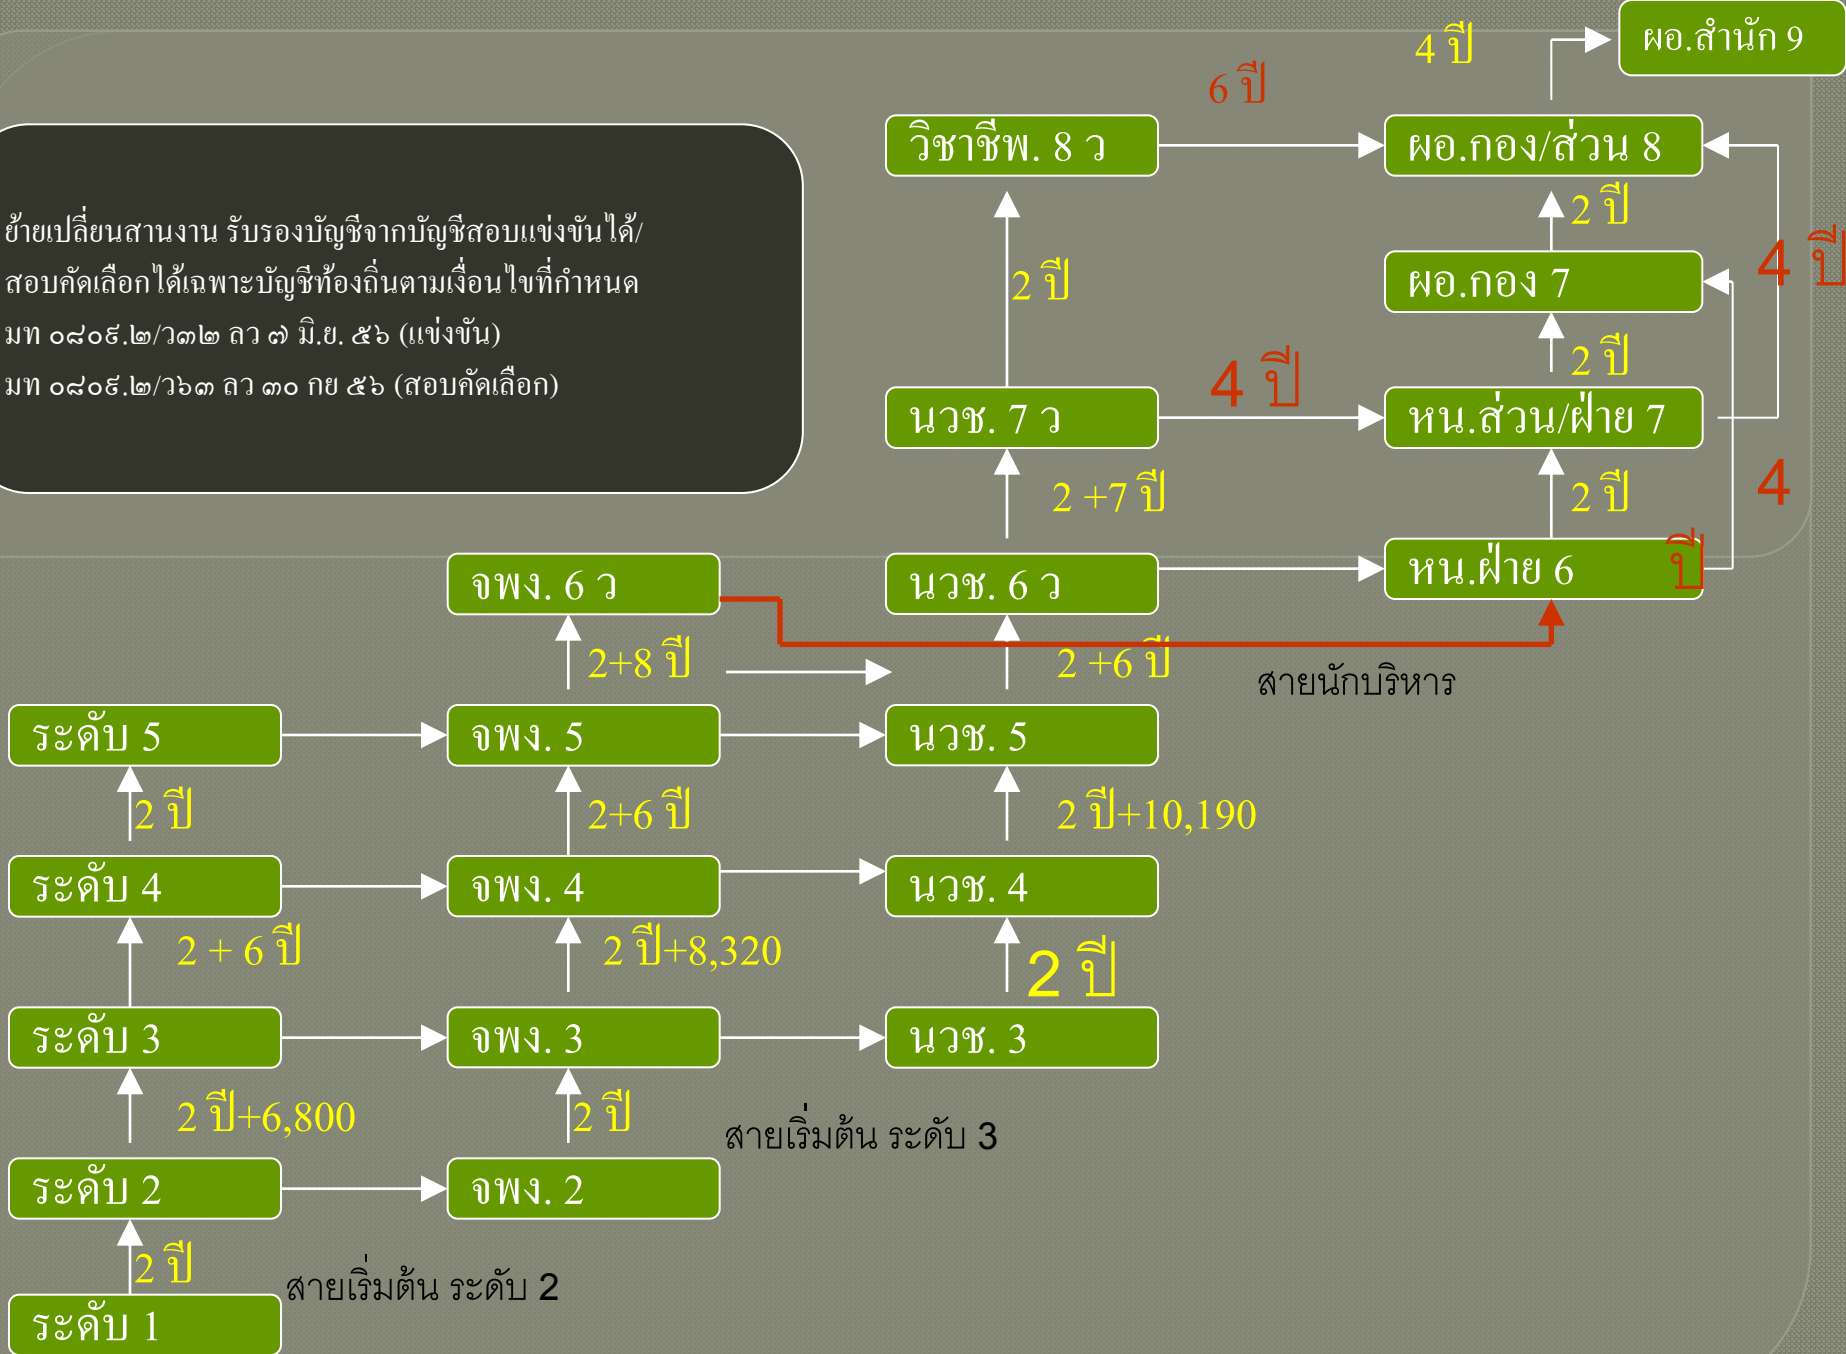 ผอ.สำนัก 9
4 ปี
6 ปี
วิชาชีพ. 8 ว
ผอ.กอง/ส่วน 8
ย้ายเปลี่ยนสานงาน รับรองบัญชีจากบัญชีสอบแข่งขันได้/
สอบคัดเลือกได้เฉพาะบัญชีท้องถิ่นตามเงื่อนไขที่กำหนด
มท ๐๘๐๙.๒/ว๓๒ ลว ๗ มิ.ย. ๕๖ (แข่งขัน)
มท ๐๘๐๙.๒/ว๖๓ ลว ๓๐ กย ๕๖ (สอบคัดเลือก)
2 ปี
4 ปี
2 ปี
ผอ.กอง 7
2 ปี
4 ปี
นวช. 7 ว
หน.ส่วน/ฝ่าย 7
2 +7 ปี
2 ปี
4
ปี
จพง. 6 ว
นวช. 6 ว
หน.ฝ่าย 6
2+8 ปี
2 +6 ปี
สายนักบริหาร
ระดับ 5
จพง. 5
นวช. 5
2 ปี
2+6 ปี
2 ปี+10,190
ระดับ 4
จพง. 4
นวช. 4
2 + 6 ปี
2 ปี+8,320
2 ปี
ระดับ 3
จพง. 3
นวช. 3
2 ปี+6,800
2 ปี
สายเริ่มต้น ระดับ 3
ระดับ 2
จพง. 2
2 ปี
สายเริ่มต้น ระดับ 2
ระดับ 1